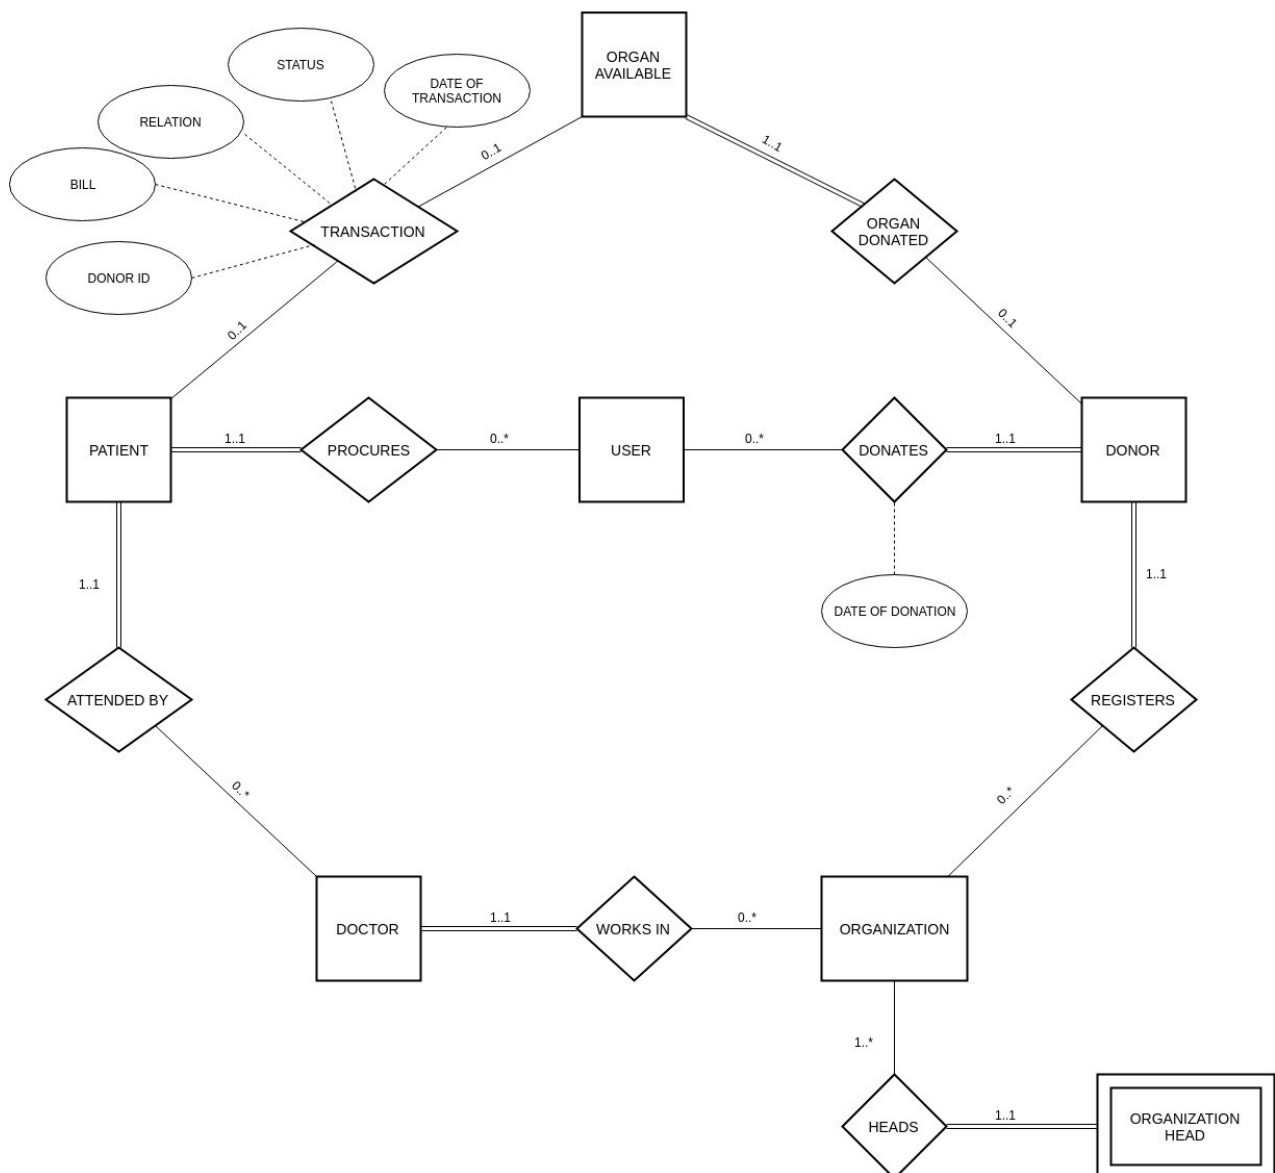 ORGAN
AVAILABLE
STATUS
DATE OF
TRANSACTION
RELATION
BILL
DONOR ID
TRANSACTION
0..1
1..1
ORGAN
DONATED
0..1
0..1
PATIENT
1..1
PROCURES
0..*
USER
0..*
DONATES
1..1
DONOR
DATE OF DONATION
1..1
1..1
ATTENDED BY
REGISTERS
0..*
0..*
DOCTOR
1..1
WORKS IN
0..*
ORGANIZATION
1..*
HEADS
1..1
ORGANIZATION
HEAD